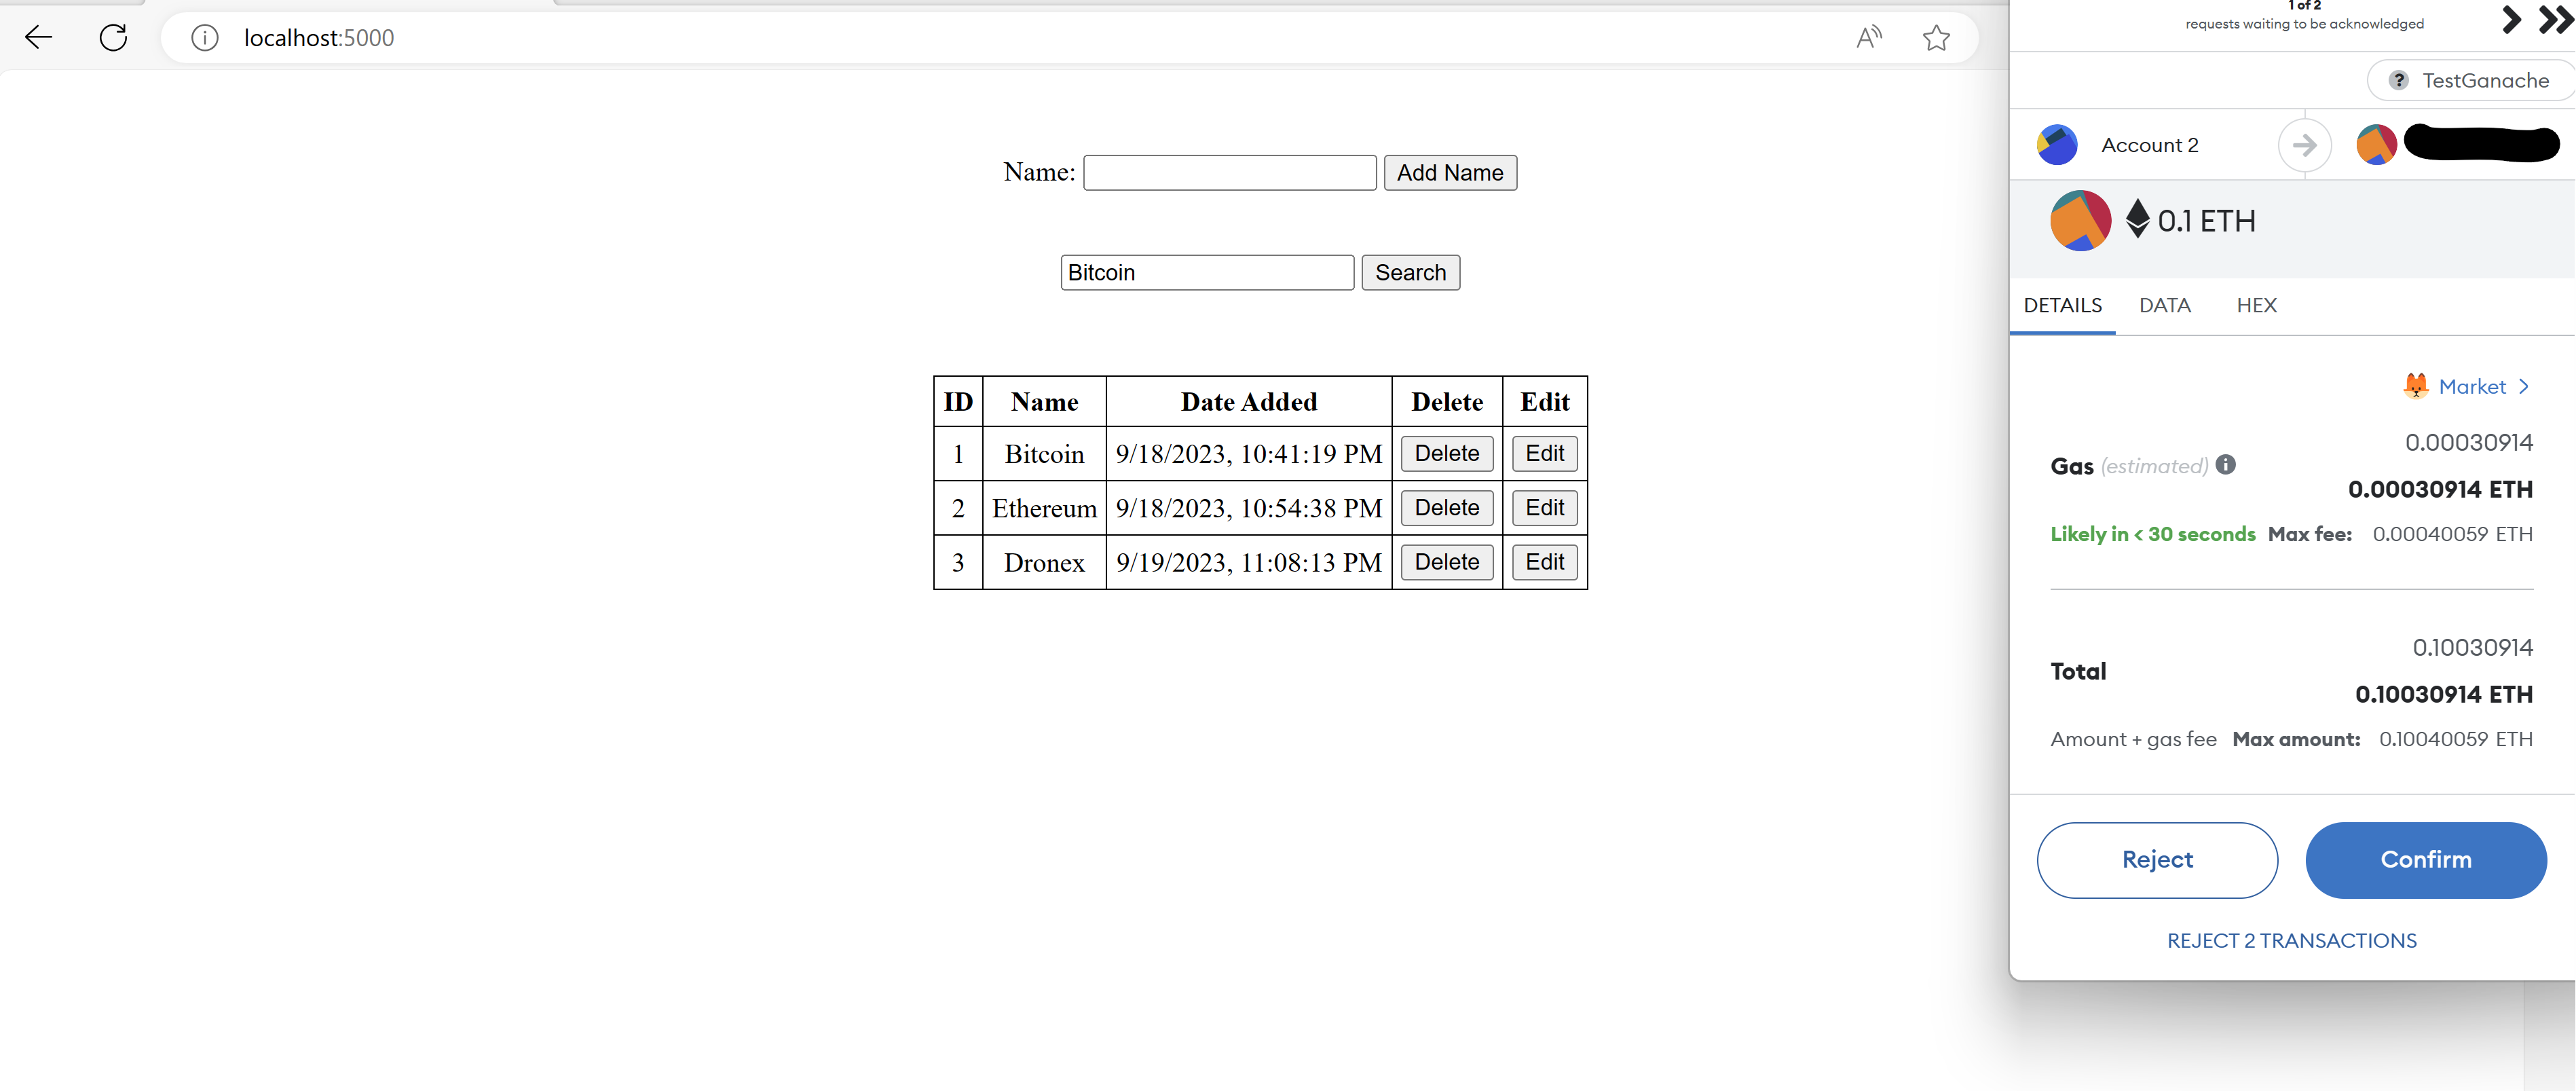 localhost:5000
Name: Add Name
Bitcoin Search
ID Name Date Added Delete Edit
1 Bitcoin 9/18/2023, 10:41:19 PM Delete Edit
2 Ethereum 9/18/2023, 10:54:38 PM Delete Edit
3 Dronex 9/19/2023, 11:08:13 PM Delete Edit
1 of 2
requests waiting to be acknowledged
TestGanache
Account 2
0.1 ETH
DETAILS DATA HEX
Market
0.00030914
Gas (estimated)
0.00030914 ETH
Likely in < 30 seconds Max fee: 0.00040059 ETH
0.10030914
Total
0.10030914 ETH
Amount + gas fee Max amount: 0.10040059 ETH
Reject Confirm
REJECT 2 TRANSACTIONS